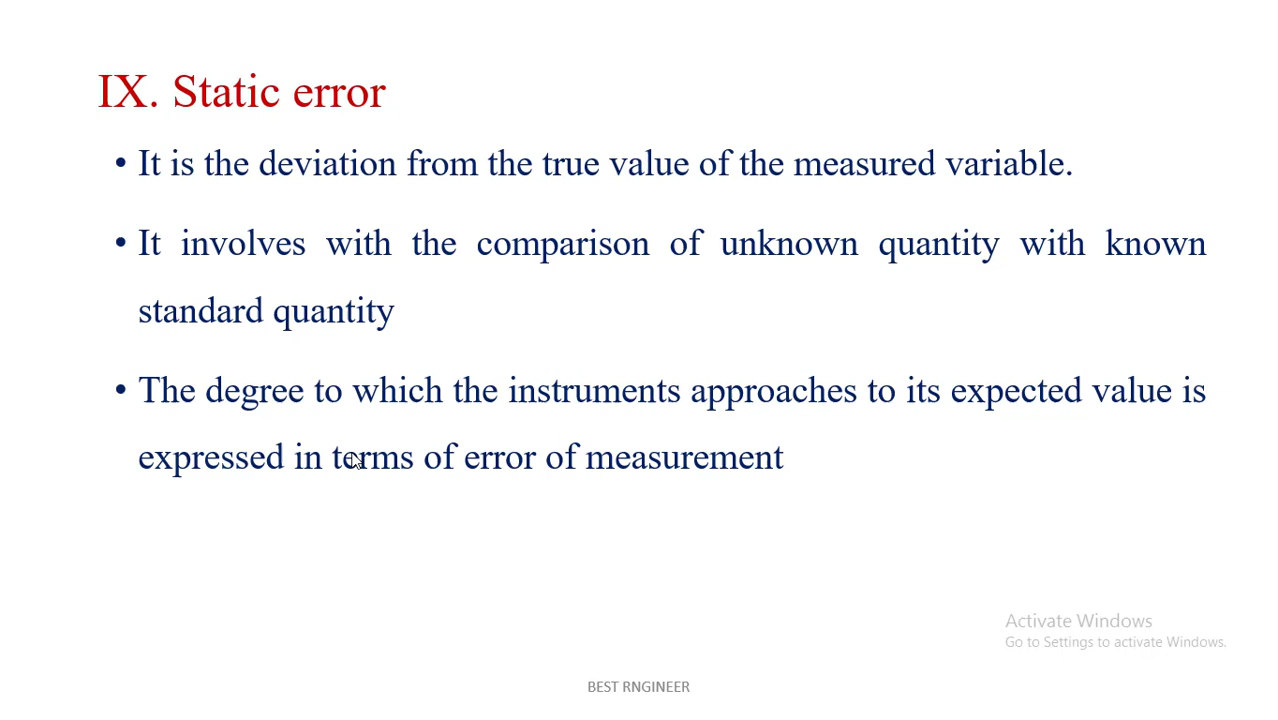 IX. Static error
• It is the deviation from the true value of the measured variable.
• It involves with the comparison of unknown quantity with known
standard quantity
• The degree to which the instruments approaches to its expected value is
expressed in terms of error of measurement
Activate Windows
Go to Settings to activate Windows.
BEST RNGINEER